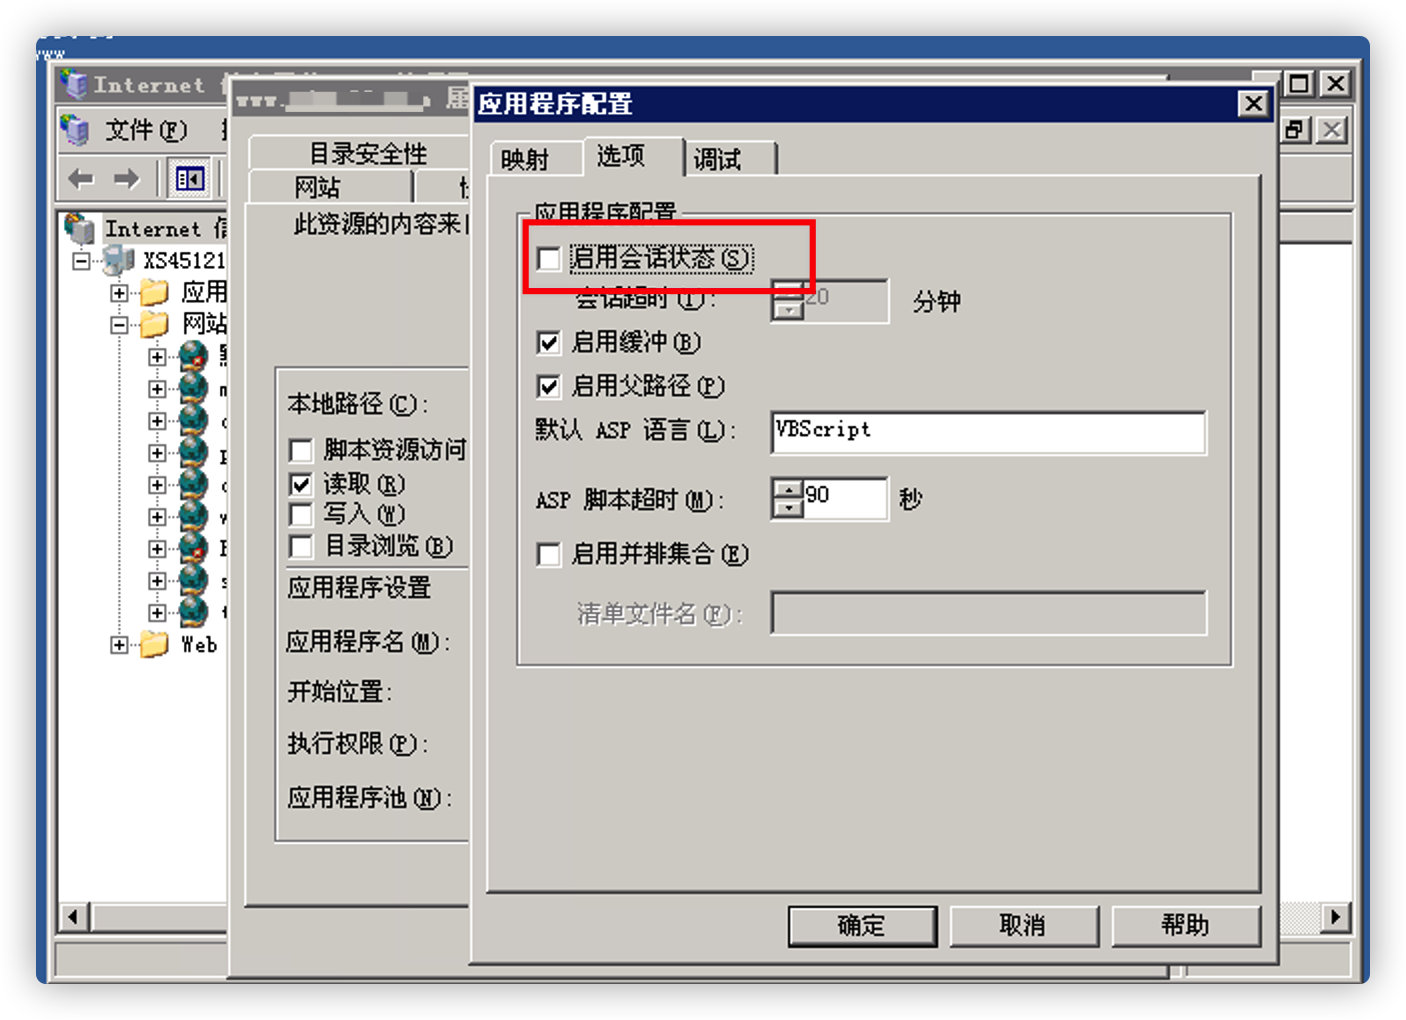 www
Internet
www.
应用程序配置
文件(F)
目录安全性
映射
选项
调试
网站
此资源的内容来
应用程序配置
Internet 信
启用会话状态(S)
XS45121
会话超时(T):
20
分钟
应用
网站
启用缓冲(B)
启用父路径(P)
本地路径(C):
默认 ASP 语言(L):
VBScript
脚本资源访问
读取(R)
ASP 脚本超时(M):
90
秒
写入(W)
目录浏览(B)
启用并排集合(E)
应用程序设置
清单文件名(F):
应用程序名(M):
Web
开始位置:
执行权限(P):
应用程序池(N):
确定
取消
帮助